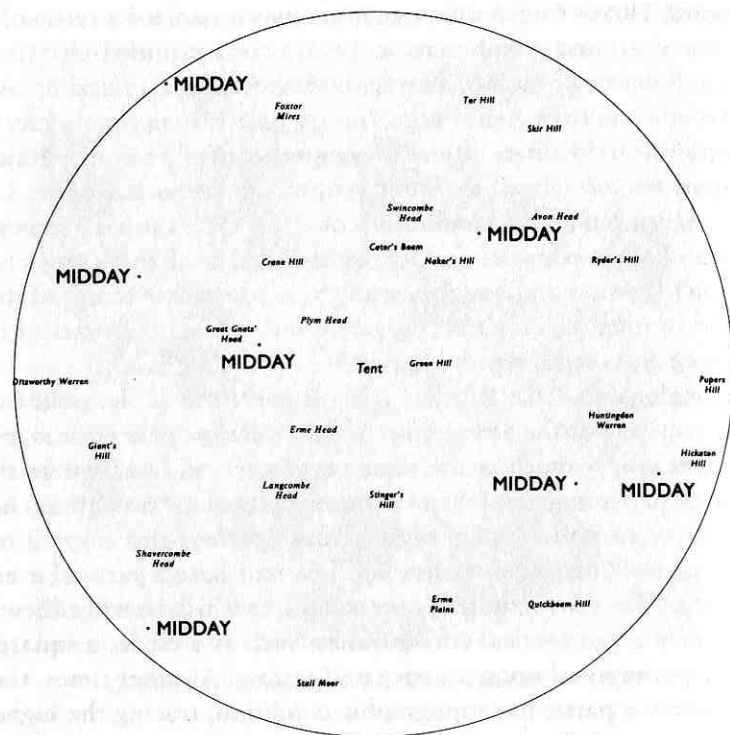 MIDDAY
Foxtor
Mires
Ter Hill
Skir Hill
Swincombe
Head
Avon Head
MIDDAY
Cater's Beam
Naker's Hill
Ryder's Hill
Crane Hill
MIDDAY
Plym Head
Great Gnats'
Head
MIDDAY
Tent
Green Hill
Ditsworthy Warren
Pupers
Hill
Huntingdon
Warren
Erme Head
Giant's
Hill
Hickaton
Hill
Langcombe
Head
Stinger's
Hill
MIDDAY
MIDDAY
Shavercombe
Head
Erme
Plains
Quickbeam Hill
MIDDAY
Stall Moor